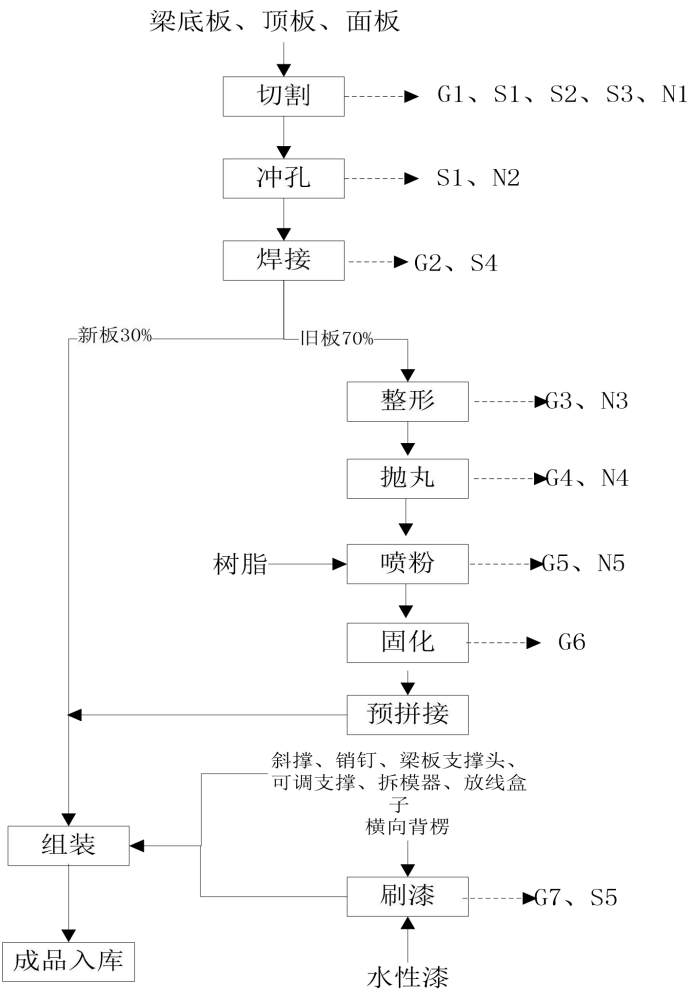 梁底板、顶板、面板
切割
G1、S1、S2、S3、N1
冲孔
S1、N2
焊接
G2、S4
新板30%
旧板70%
整形
G3、N3
抛丸
G4、N4
树脂
喷粉
G5、N5
固化
G6
预拼接
斜撑、销钉、梁板支撑头、
可调支撑、拆模器、放线盒
子
横向背楞
组装
刷漆
G7、S5
成品入库
水性漆